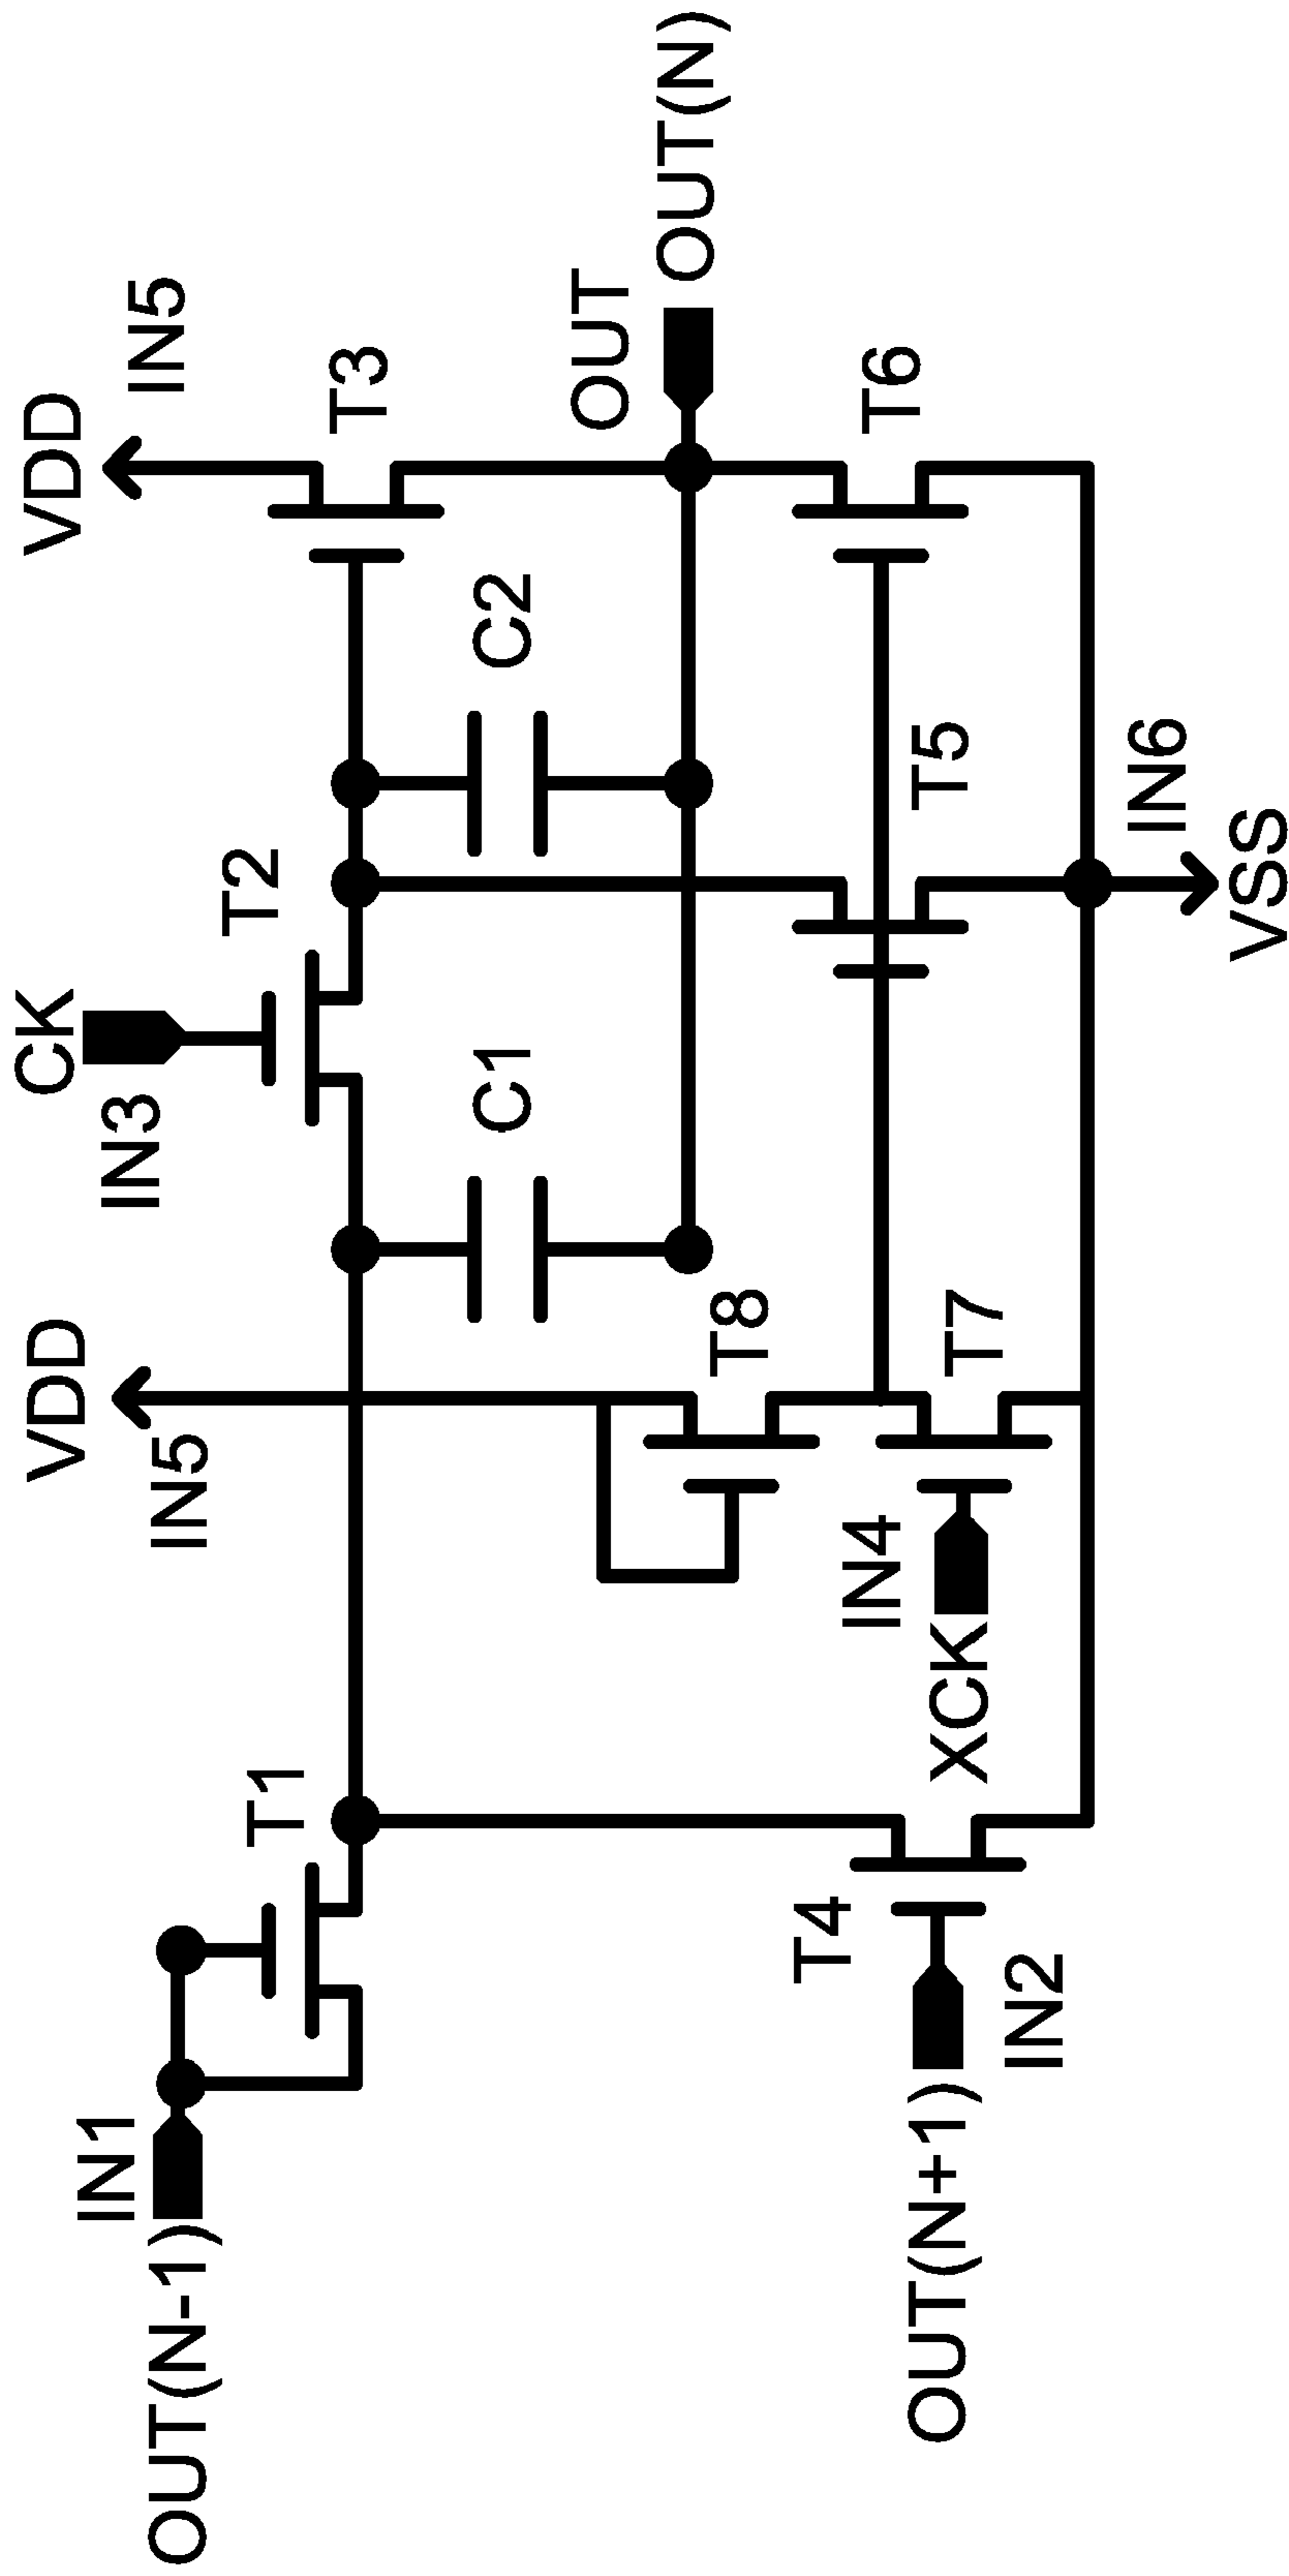 VDD
IN5
VDD
IN5
CK
IN3
IN1
OUT(N-1)
T1
T2
T3
C1
C2
OUT
OUT(N)
T8
T4
IN4
XCK
T7
T5
T6
OUT(N+1)
IN2
IN6
VSS